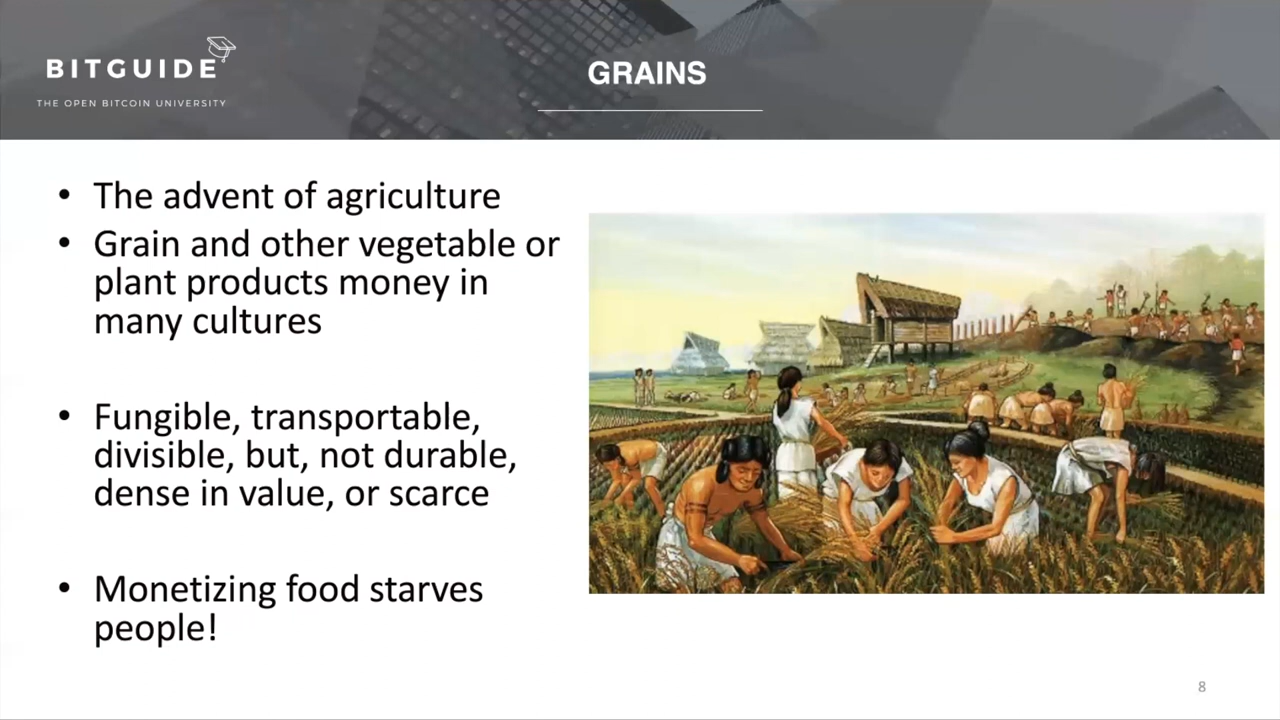 BITGUIDE
THE OPEN BITCOIN UNIVERSITY
GRAINS
• The advent of agriculture
• Grain and other vegetable or
plant products money in
many cultures
• Fungible, transportable,
divisible, but, not durable,
dense in value, or scarce
• Monetizing food starves
people!
8